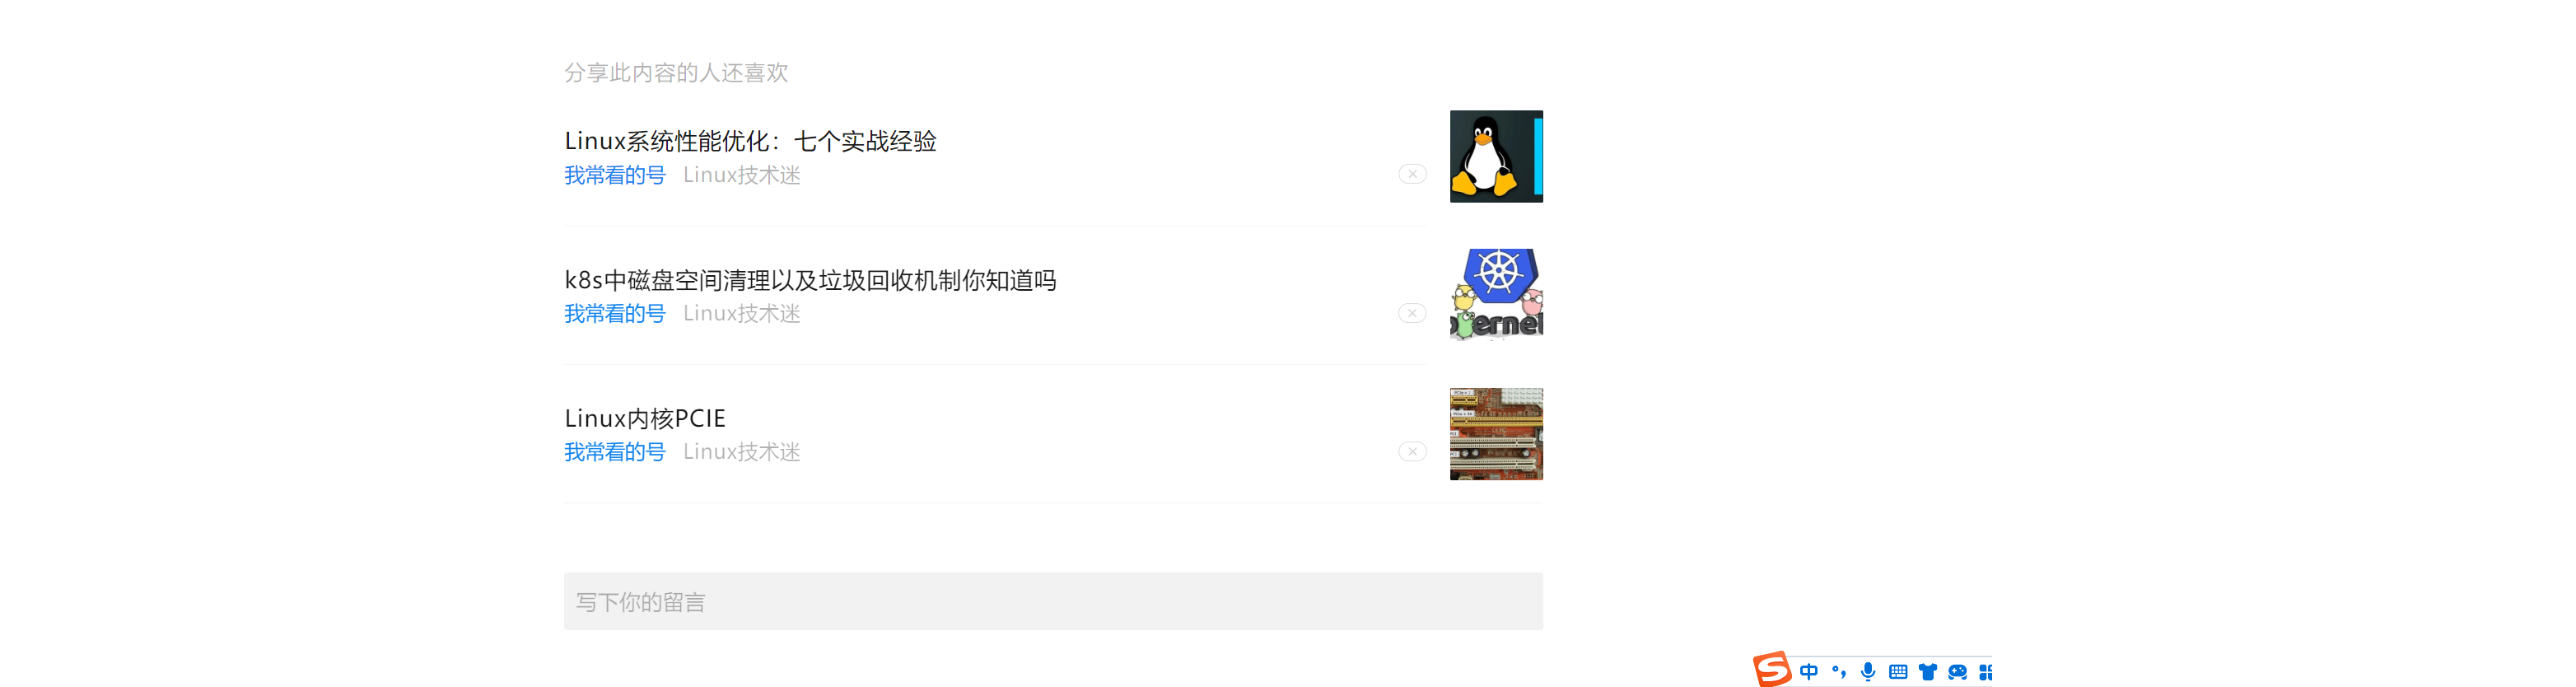 分享此内容的人还喜欢
Linux系统性能优化：七个实战经验
我常看的号 Linux技术迷
k8s中磁盘空间清理以及垃圾回收机制你知道吗
我常看的号 Linux技术迷
Linux内核PCIE
我常看的号 Linux技术迷
写下你的留言
中